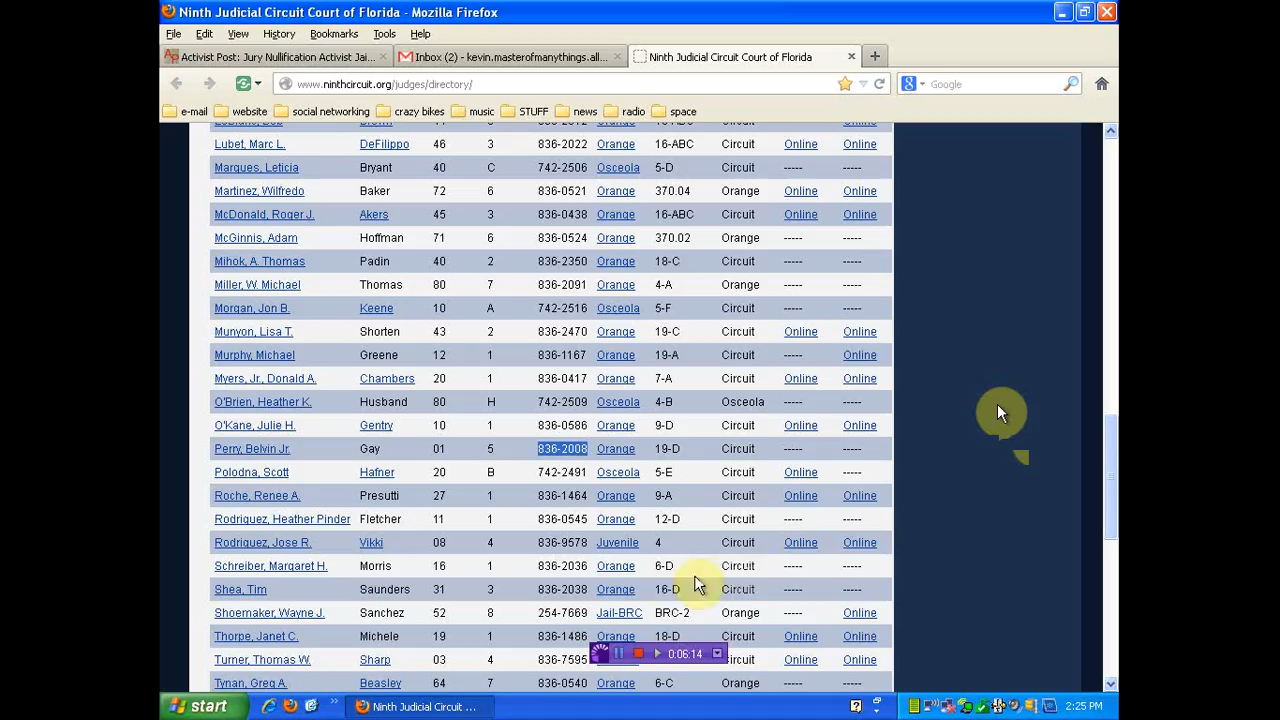 Ninth Judicial Circuit Court of Florida - Mozilla Firefox
File Edit View History Bookmarks Tools Help
Activist Post: Jury Nullification Activist Jai... Inbox (2) - kevin.masterofmanythings.all... Ninth Judicial Circuit Court of Florida
www.ninthcircuit.org/judges/directory/ Google
e-mail website social networking crazy bikes music STUFF news radio space
Lubet, Marc L. DeFilippo 46 3 836-2022 Orange 16-ABC Circuit Online Online
Marques, Leticia Bryant 40 C 742-2506 Osceola 5-D Circuit ----- -----
Martinez, Wilfredo Baker 72 6 836-0521 Orange 370.04 Orange Online Online
McDonald, Roger J. Akers 45 3 836-0438 Orange 16-ABC Circuit Online Online
McGinnis, Adam Hoffman 71 6 836-0524 Orange 370.02 Orange ----- -----
Mihok, A. Thomas Padin 40 2 836-2350 Orange 18-C Circuit ----- -----
Miller, W. Michael Thomas 80 7 836-2091 Orange 4-A Orange ----- -----
Morgan, Jon B. Keene 10 A 742-2516 Osceola 5-F Circuit ----- -----
Munyon, Lisa T. Shorten 43 2 836-2470 Orange 19-C Circuit Online Online
Murphy, Michael Greene 12 1 836-1167 Orange 19-A Circuit ----- Online
Myers, Jr., Donald A. Chambers 20 1 836-0417 Orange 7-A Circuit Online Online
O'Brien, Heather K. Husband 80 H 742-2509 Osceola 4-B Osceola ----- -----
O'Kane, Julie H. Gentry 10 1 836-0586 Orange 9-D Circuit Online Online
Perry, Belvin Jr. Gay 01 5 836-2008 Orange 19-D Circuit ----- -----
Polodna, Scott Hafner 20 B 742-2491 Osceola 5-E Circuit ----- -----
Roche, Renee A. Presutti 27 1 836-1464 Orange 9-A Circuit Online Online
Rodriguez, Heather Pinder Fletcher 11 1 836-0545 Orange 12-D Circuit ----- -----
Rodriguez, Jose R. Vikki 08 4 836-9578 Juvenile 4 Circuit Online Online
Schreiber, Margaret H. Morris 16 1 836-2036 Orange 6-D Circuit ----- -----
Shea, Tim Saunders 31 3 836-2038 Orange 16-D Circuit ----- -----
Shoemaker, Wayne J. Sanchez 52 8 254-7669 Jail-BRC BRC-2 Orange ----- Online
Thorpe, Janet C. Michele 19 1 836-1486 Orange 18-D Circuit Online Online
0:06:14
Turner, Thomas W. Sharp 03 4 836-7595 Circuit Online Online
Tynan, Greg A. Beasley 64 7 836-0540 Orange 6-C Orange ----- -----
start Ninth Judicial Circuit ... 2:25 PM